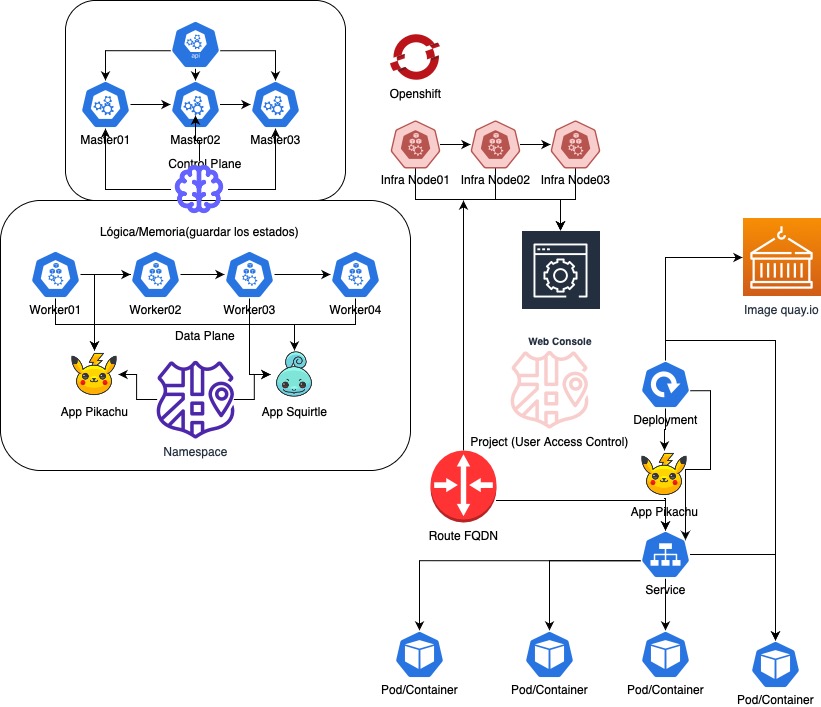 api
Master01
Master02
Master03
Control Plane
Openshift
Infra Node01
Infra Node02
Infra Node03
Lógica/Memoria(guardar los estados)
Worker01
Worker02
Worker03
Worker04
Data Plane
App Pikachu
App Squirtle
Namespace
Web Console
Project (User Access Control)
Route FQDN
Image quay.io
Deployment
App Pikachu
Service
Pod/Container
Pod/Container
Pod/Container
Pod/Container